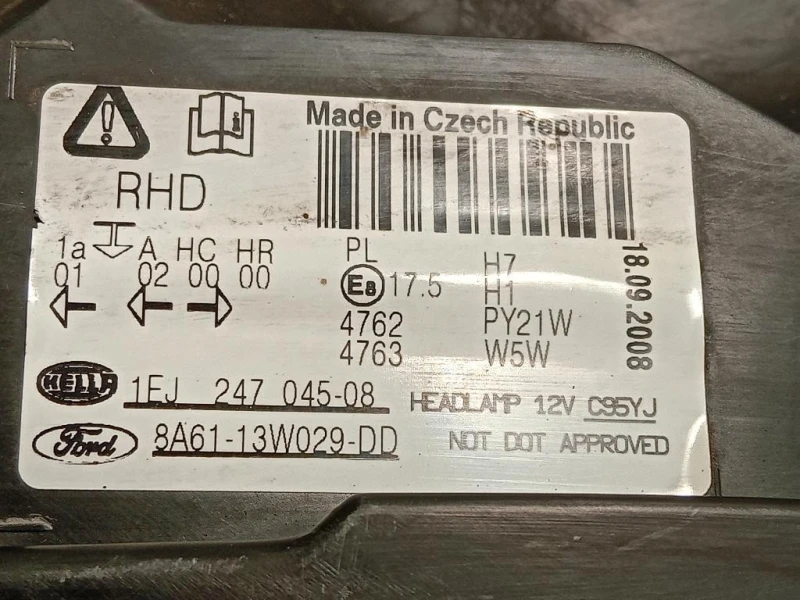 Made in Czech Republic
RHD
1a A HC HR PL H7
01 02 00 00 E8 17.5 H1
4762 PY21W
4763 W5W
18.09.2008
HELLA 1EJ 247 045-08 HEADLAMP 12V C95YJ
Ford 8A61-13W029-DD NOT DOT APPROVED